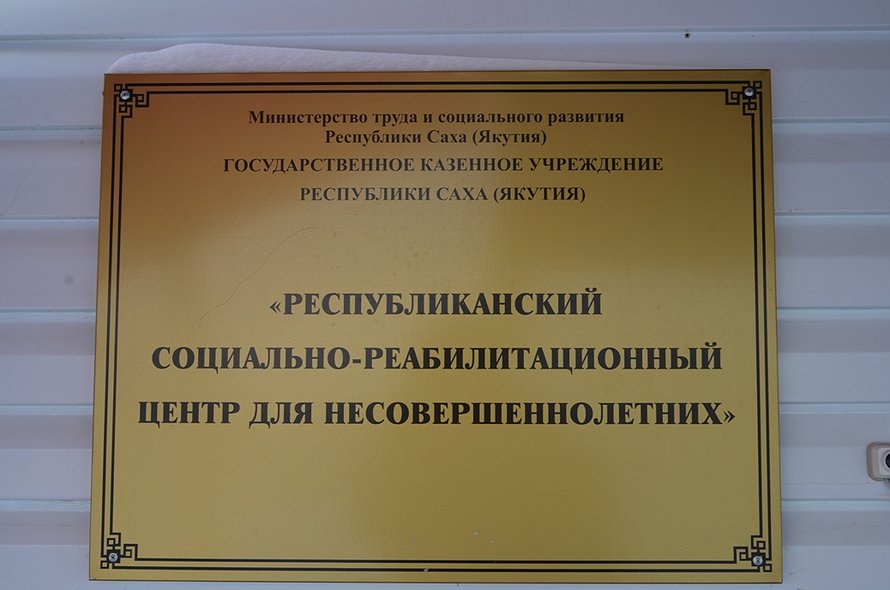 Министерство труда и социального развития
Республики Саха (Якутия)
ГОСУДАРСТВЕННОЕ КАЗЕННОЕ УЧРЕЖДЕНИЕ
РЕСПУБЛИКИ САХА (ЯКУТИЯ)
«РЕСПУБЛИКАНСКИЙ
СОЦИАЛЬНО-РЕАБИЛИТАЦИОННЫЙ
ЦЕНТР ДЛЯ НЕСОВЕРШЕННОЛЕТНИХ»